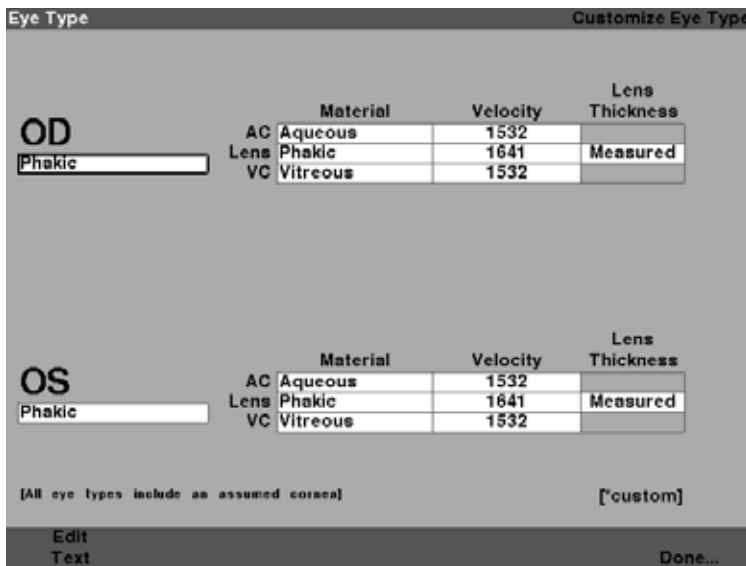 Eye Type Customize Eye Type
Lens
Material Velocity Thickness
OD
AC Aqueous 1532
Phakic
Lens Phakic 1641 Measured
VC Vitreous 1532
Lens
Material Velocity Thickness
OS
AC Aqueous 1532
Phakic
Lens Phakic 1641 Measured
VC Vitreous 1532
[All eye types include an assumed cornea] [*custom]
Edit
Text Done...